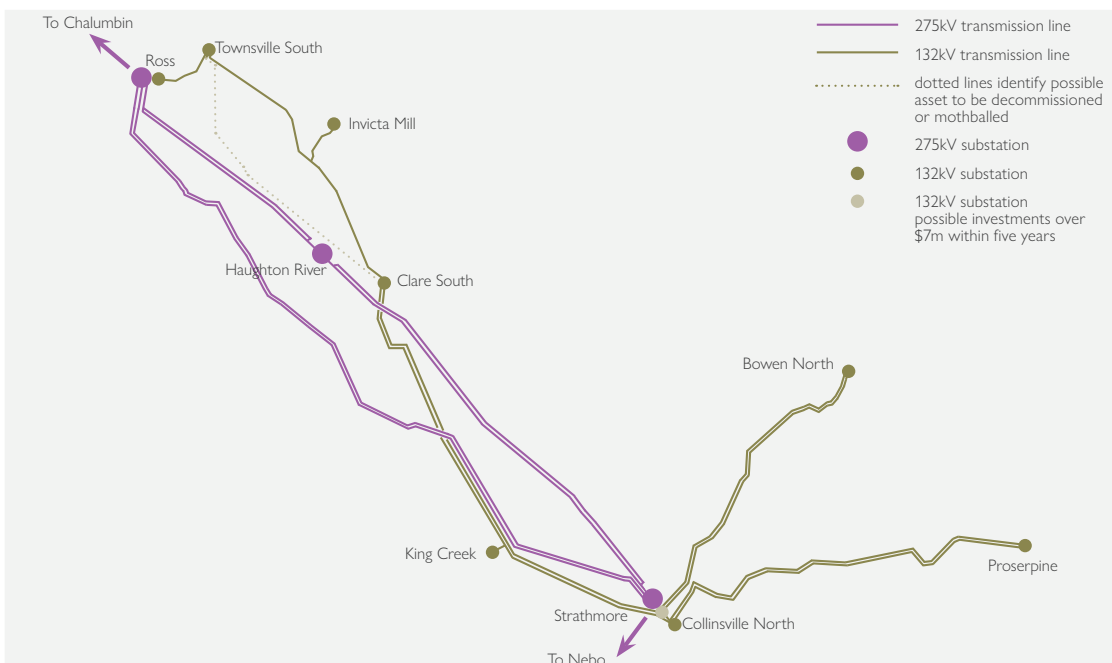 To Chalumbin
Ross
Townsville South
Invicta Mill
Haughton River
Clare South
Bowen North
King Creek
Proserpine
Strathmore
Collinsville North
To Nebo
275kV transmission line
132kV transmission line
dotted lines identify possible
asset to be decommissioned
or mothballed
275kV substation
132kV substation
132kV substation
possible investments over
$7m within five years